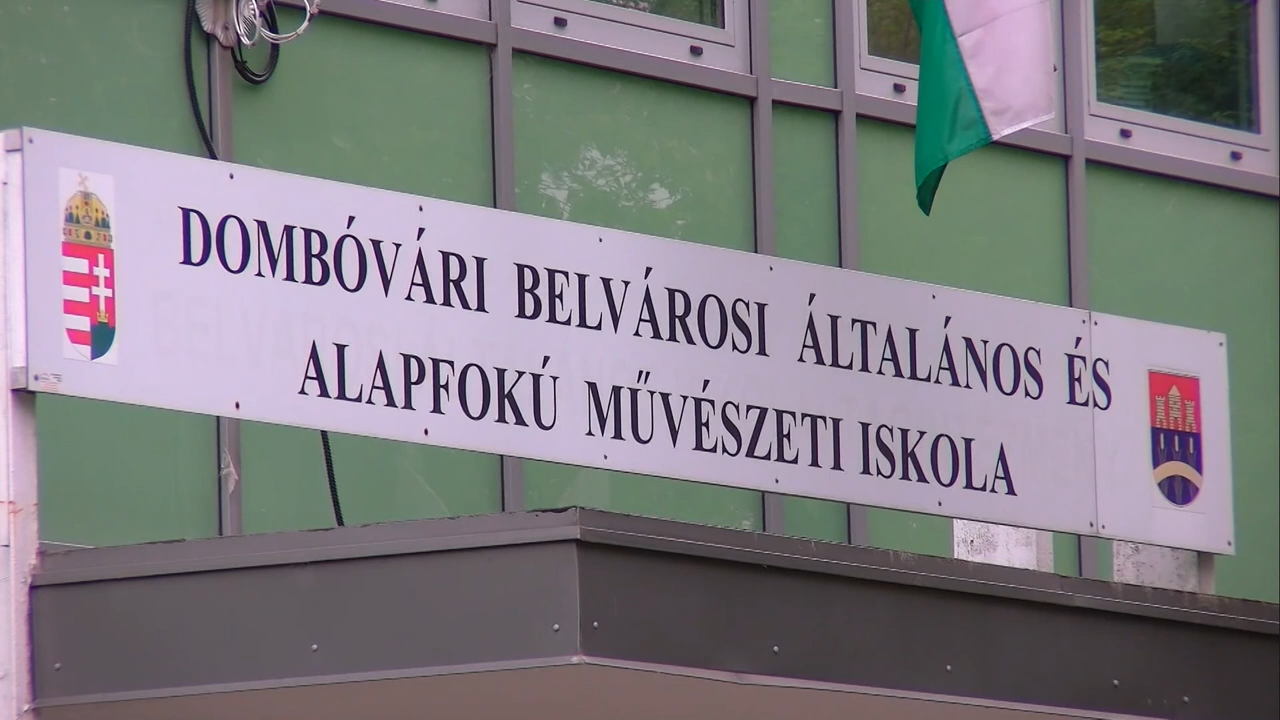 DOMBÓVÁRI BELVÁROSI ÁLTALÁNOS ÉS
ALAPFOKÚ MŰVÉSZETI ISKOLA